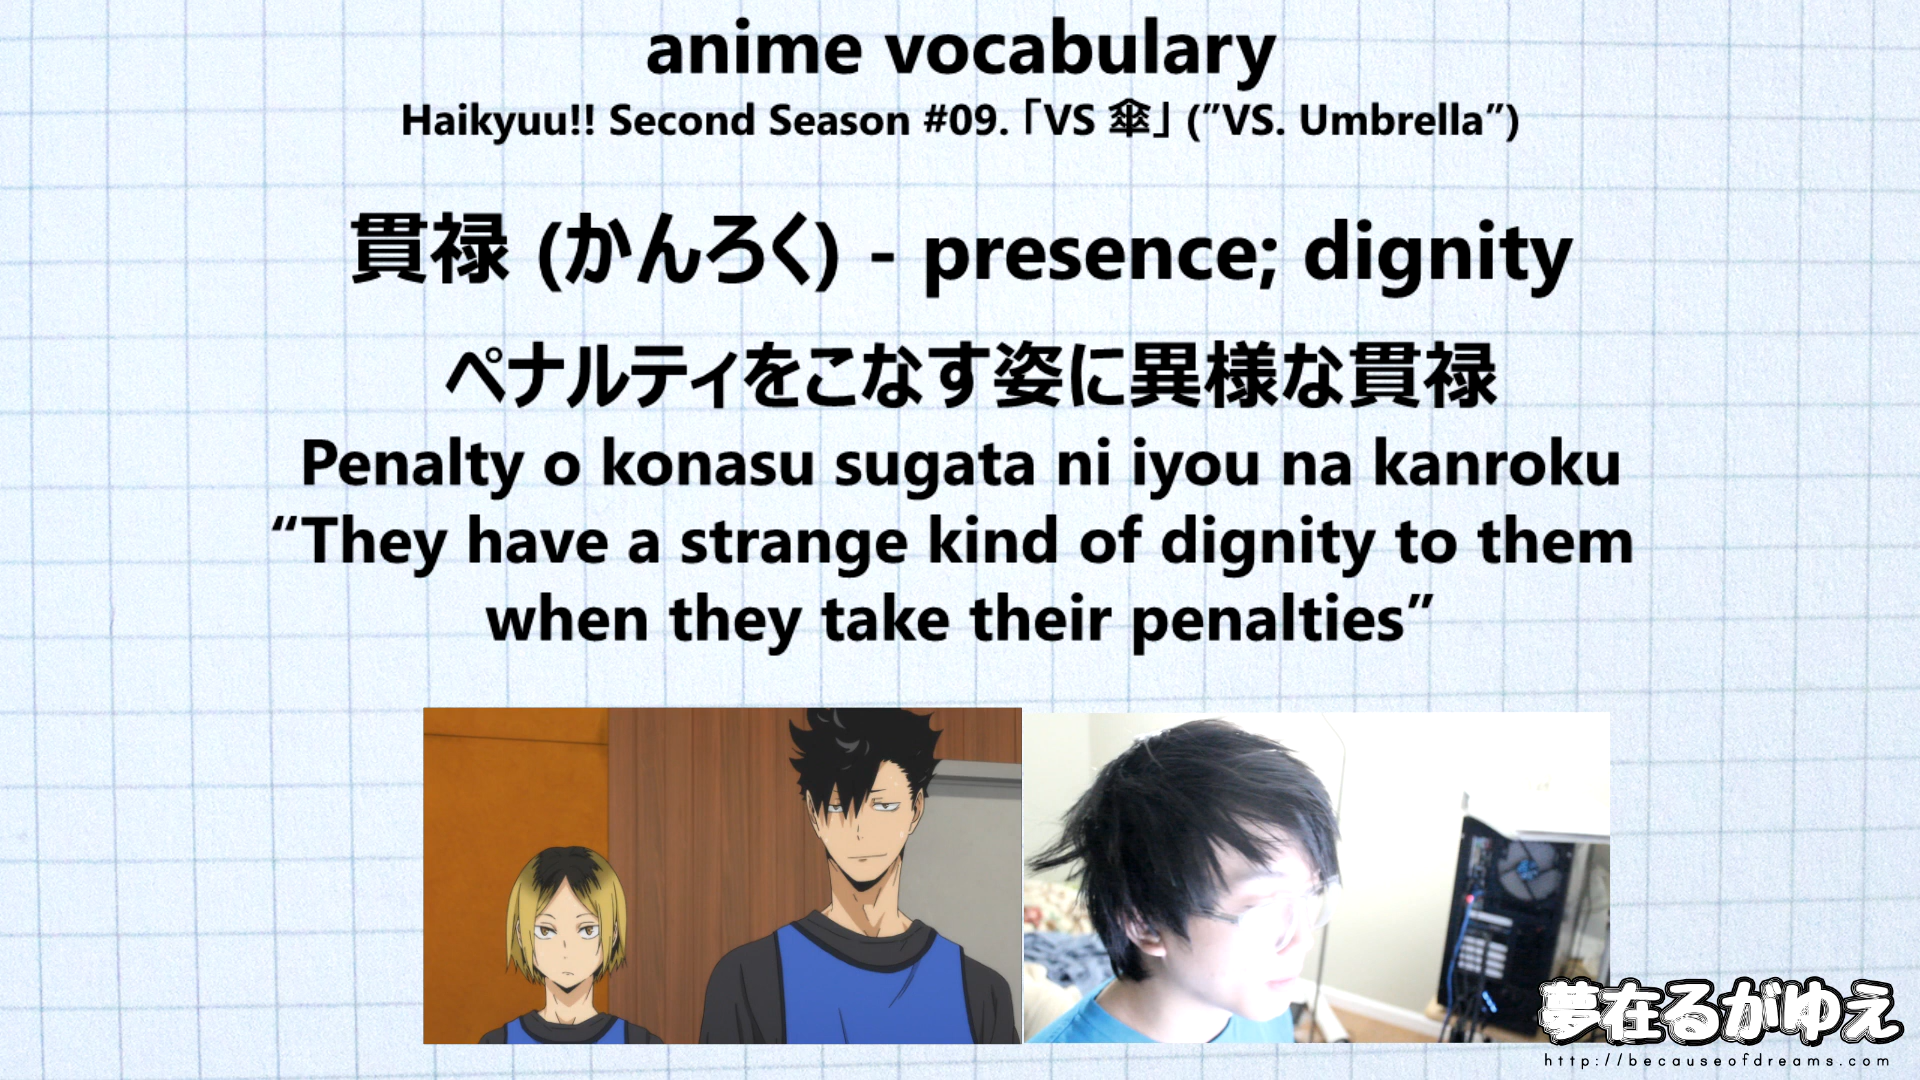 anime vocabulary
Haikyuu!! Second Season #09. 「VS 傘」 (”VS. Umbrella”)
貫禄 (かんろく) - presence; dignity
ペナルティをこなす姿に異様な貫禄
Penalty o konasu sugata ni iyou na kanroku
“They have a strange kind of dignity to them
when they take their penalties”
夢在るがゆえ
http://becauseofdreams.com